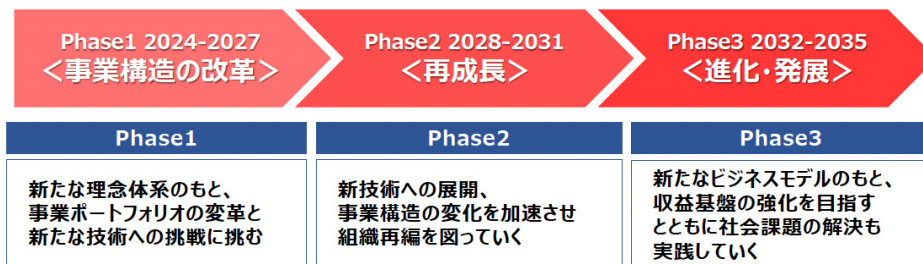 Phase1 2024-2027
＜事業構造の改革＞
Phase2 2028-2031
＜再成長＞
Phase3 2032-2035
＜進化・発展＞
Phase1
新たな理念体系のもと、
事業ポートフォリオの変革と
新たな技術への挑戦に挑む
Phase2
新技術への展開、
事業構造の変化を加速させ
組織再編を図っていく
Phase3
新たなビジネスモデルのもと、
収益基盤の強化を目指す
とともに社会課題の解決も
実践していく